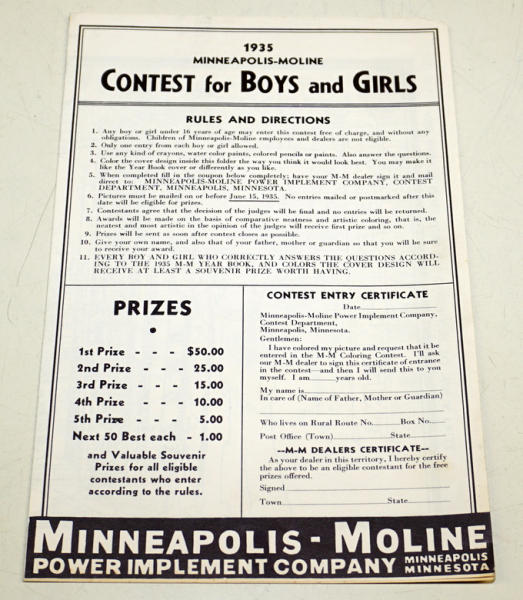 1935
MINNEAPOLIS-MOLINE
CONTEST for BOYS and GIRLS
RULES AND DIRECTIONS
1. Any boy or girl under 16 years of age may enter this contest free of charge, and without any
obligations. Children of Minneapolis-Moline employees and dealers are not eligible.
2. Only one entry from each boy or girl allowed.
3. Use any kind of crayons, water color paints, colored pencils or paints. Also answer the questions.
4. Color the cover design inside this folder the way you think it would look best. You may make it
like the Year Book cover or differently as you like.
5. When completed fill in the coupon below completely; have your M-M dealer sign it and mail
direct to: MINNEAPOLIS-MOLINE POWER IMPLEMENT COMPANY, CONTEST
DEPARTMENT, MINNEAPOLIS, MINNESOTA.
6. Pictures must be mailed on or before June 15, 1935. No entries mailed or postmarked after this
date will be eligible for prizes.
7. Contestants agree that the decision of the judges will be final and no entries will be returned.
8. Awards will be made on the basis of comparative neatness and artistic coloring, that is, the
neatest and most artistic in the opinion of the judges will receive first prize and so on.
9. Prizes will be sent as soon after contest closes as possible.
10. Give your own name, and also that of your father, mother or guardian so that you will be sure
to receive your award.
11. EVERY BOY AND GIRL WHO CORRECTLY ANSWERS THE QUESTIONS ACCORD-
ING TO THE 1935 M-M YEAR BOOK, AND COLORS THE COVER DESIGN WILL
RECEIVE AT LEAST A SOUVENIR PRIZE WORTH HAVING.
PRIZES
1st Prize - - - $50.00
2nd Prize - - - 25.00
3rd Prize - - - 15.00
4th Prize - - - 10.00
5th Prize - - - 5.00
Next 50 Best each - 1.00
and Valuable Souvenir
Prizes for all eligible
contestants who enter
according to the rules.
CONTEST ENTRY CERTIFICATE
Date
Minneapolis-Moline Power Implement Company,
Contest Department,
Minneapolis, Minnesota.
Gentlemen:
I have colored my picture and request that it be
entered in the M-M Coloring Contest. I'll ask
our M-M dealer to sign this certificate of entrance
in the contest—and then I will send this to you
myself. I am ______ years old.
My name is
In care of (Name of Father, Mother or Guardian)
Who lives on Rural Route No. ____ Box No. ____
Post Office (Town) ____ State ____
--M-M DEALERS CERTIFICATE--
As your dealer in this territory, I hereby certify
the above to be an eligible contestant for the free
prizes offered.
Signed
Town ____ State ____
MINNEAPOLIS - MOLINE
POWER IMPLEMENT COMPANY MINNEAPOLIS
MINNESOTA